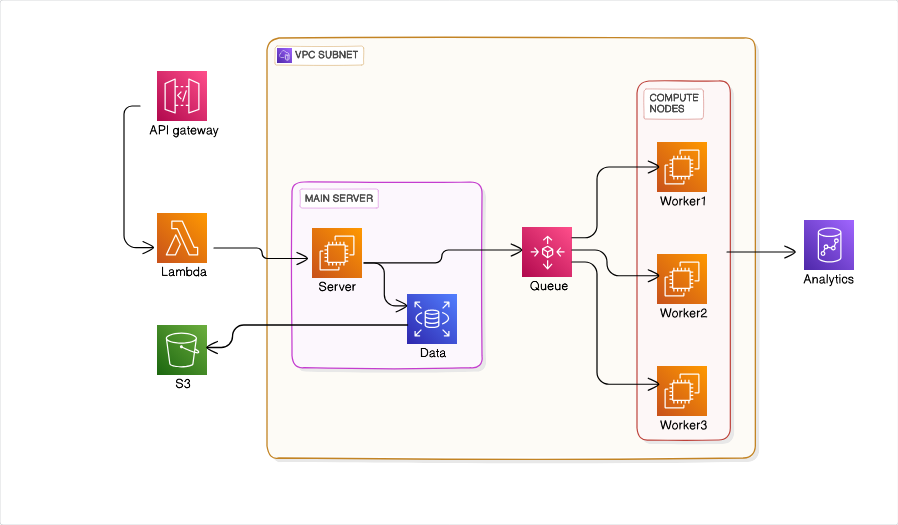 VPC SUBNET
API gateway
COMPUTE
NODES
Worker1
MAIN SERVER
Lambda
Server
Queue
Analytics
Worker2
Data
S3
Worker3